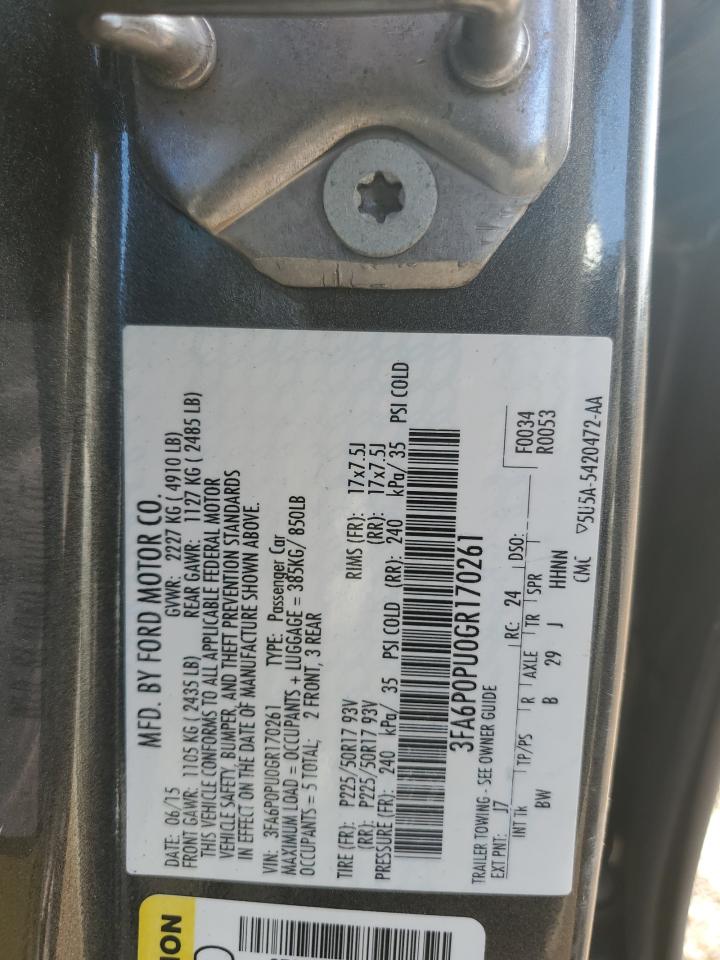 MFD. BY FORD MOTOR CO.
DATE: 06/15 GVWR: 2227 KG ( 4910 LB)
FRONT GAWR: 1105 KG ( 2435 LB) REAR GAWR: 1127 KG ( 2485 LB)
THIS VEHICLE CONFORMS TO ALL APPLICABLE FEDERAL MOTOR
VEHICLE SAFETY, BUMPER, AND THEFT PREVENTION STANDARDS
IN EFFECT ON THE DATE OF MANUFACTURE SHOWN ABOVE.
VIN: 3FA6P0PU0GR170261 TYPE: Passenger Car
MAXIMUM LOAD = OCCUPANTS + LUGGAGE = 385KG/ 850LB
OCCUPANTS = 5 TOTAL; 2 FRONT, 3 REAR
TIRE (FR): P225/50R17 93V RIMS (FR): 17x7.5J
(RR): P225/50R17 93V (RR): 17x7.5J
PRESSURE (FR): 240 kPa/ 35 PSI COLD (RR): 240 kPa/ 35 PSI COLD
3FA6P0PU0GR170261
TRAILER TOWING - SEE OWNER GUIDE F0034
EXT PNT: J7 RC: 24 DSO: R0053
INT TR TP/PS R AXLE TR SPR
BW B 29 J HHNN
CMC ▽5U5A-5420472-AA